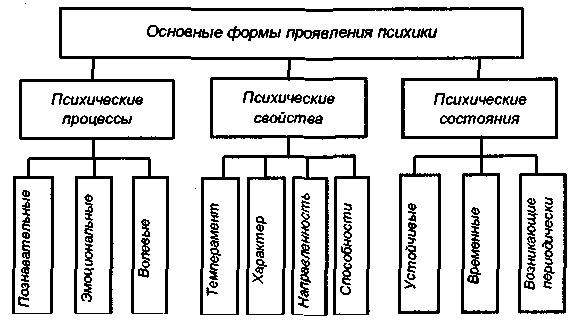 Основные формы проявления психики
Психические
процессы
Психические
свойства
Психические
состояния
Познавательные
Эмоциональные
Волевые
Темперамент
Характер
Направленность
Способности
Устойчивые
Временные
Возникающие
периодически